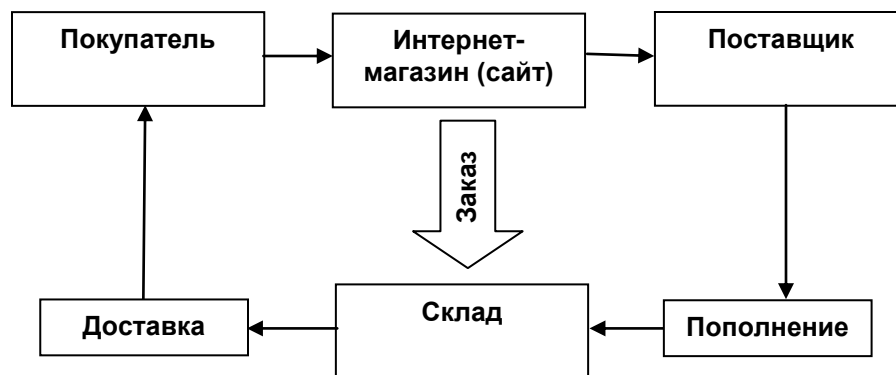 Покупатель
Интернет-
магазин (сайт)
Поставщик
Заказ
Доставка
Склад
Пополнение